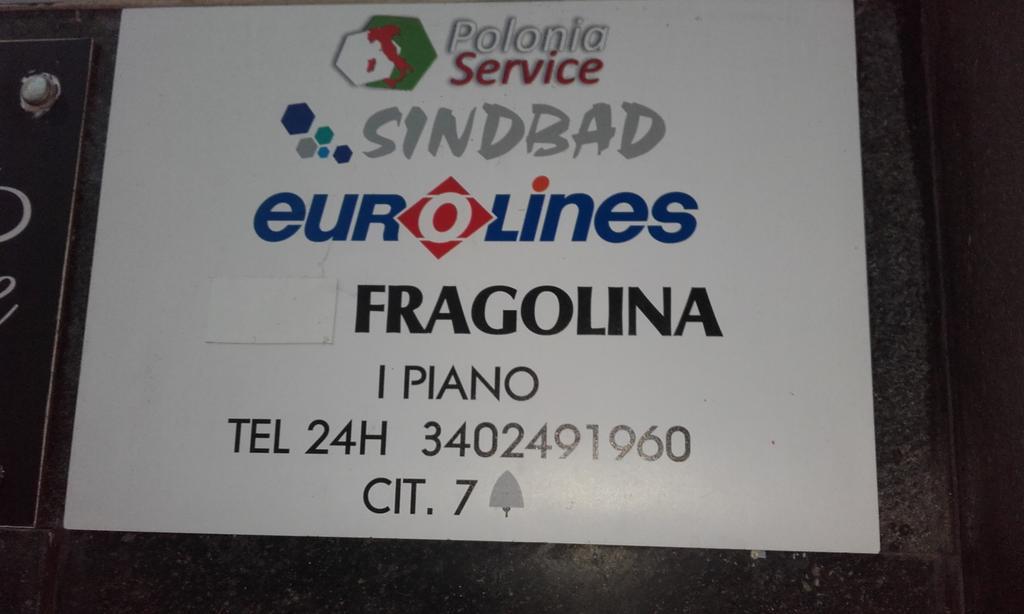 Polonia
Service
SINDBAD
eurolines
FRAGOLINA
I PIANO
TEL 24H 3402491960
CIT. 7